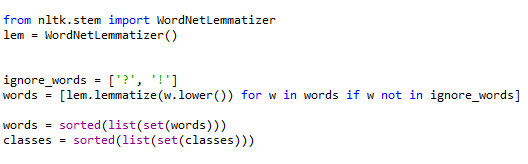 from nltk.stem import WordNetLemmatizer
lem = WordNetLemmatizer()
ignore_words = ['?', '!']
words = [lem.lemmatize(w.lower()) for w in words if w not in ignore_words]
words = sorted(list(set(words)))
classes = sorted(list(set(classes)))